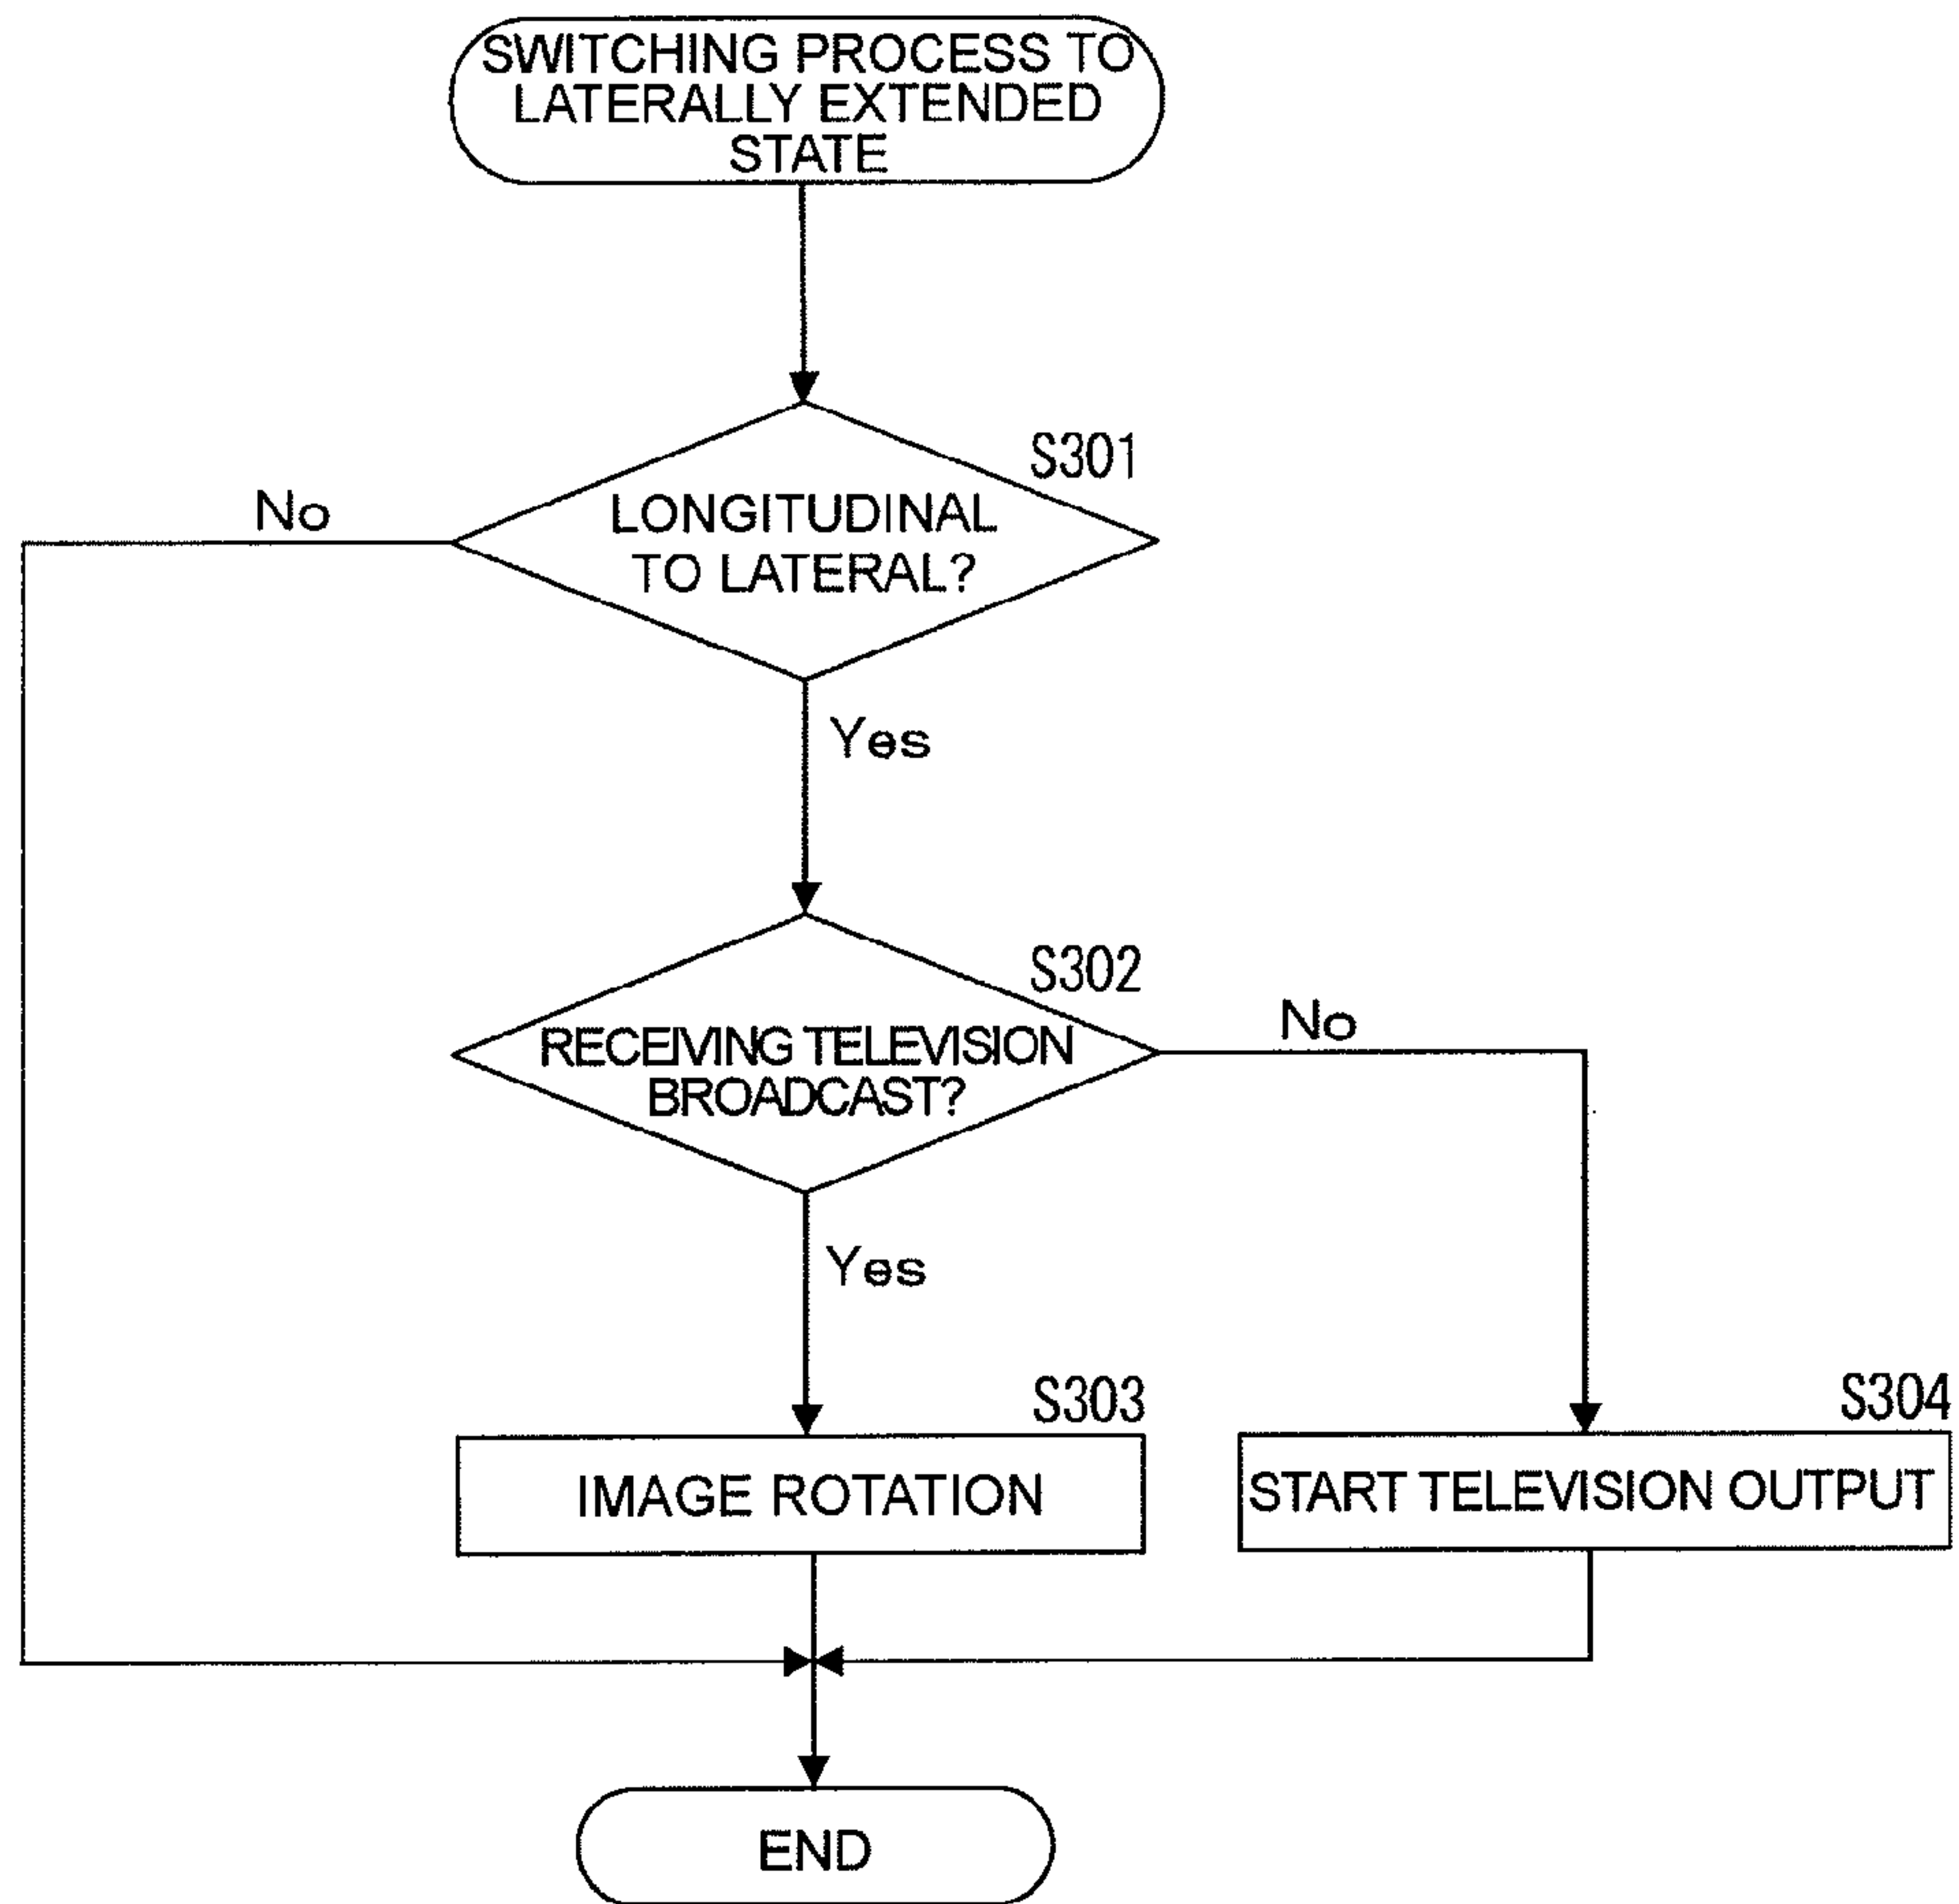 SWITCHING PROCESS TO
LATERALLY EXTENDED
STATE
S301
No
LONGITUDINAL
TO LATERAL?
Yes
S302
No
RECEIVING TELEVISION
BROADCAST?
Yes
S303
S304
IMAGE ROTATION
START TELEVISION OUTPUT
END